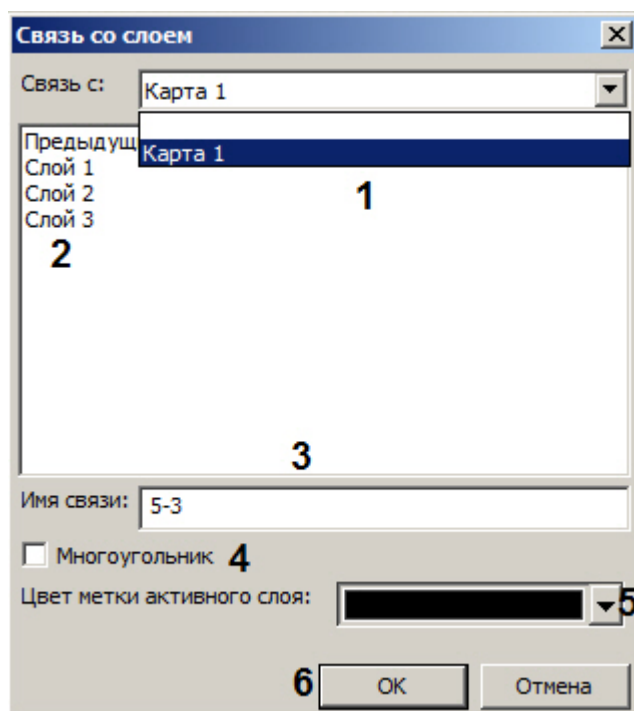 Связь со слоем
Связь с: Карта 1
Предыдущ
Карта 1
Слой 1
Слой 2
Слой 3
1
2
3
Имя связи: 5-3
Многоугольник 4
Цвет метки активного слоя: 5
6 ОК Отмена